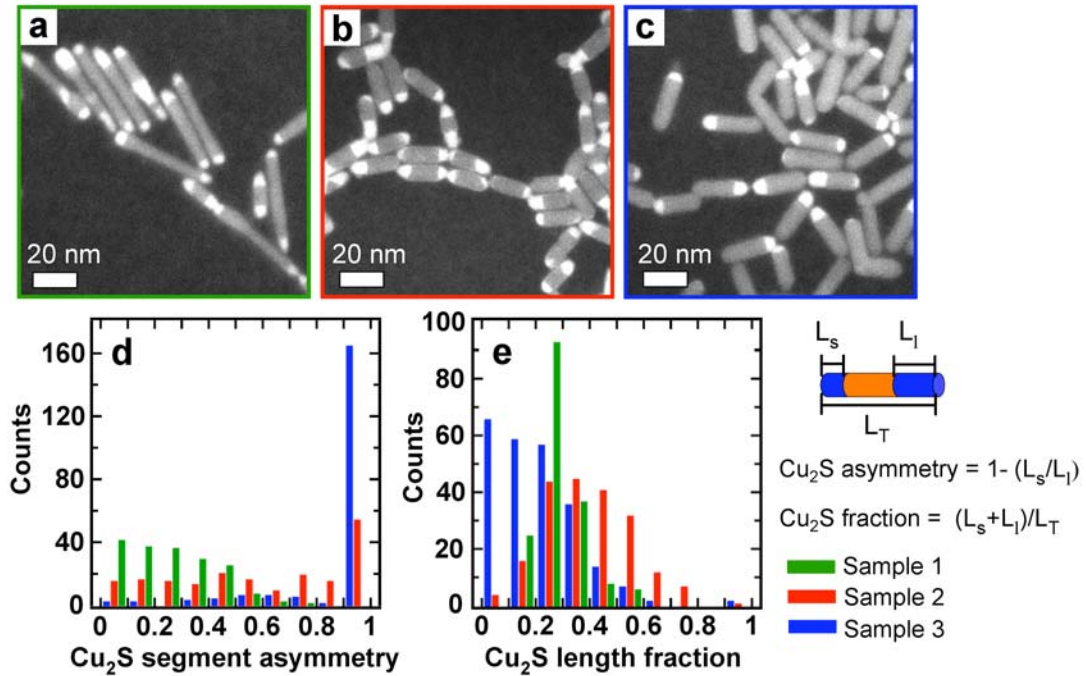 a
b
c
20 nm
20 nm
20 nm
d
Counts
160
120
80
40
0
0
0.2
0.4
0.6
0.8
1
Cu₂S segment asymmetry
e
Counts
100
80
60
40
20
0
0
0.2
0.4
0.6
0.8
1
Cu₂S length fraction
Lₛ
Lₗ
L_T
Cu₂S asymmetry = 1- (Lₛ/Lₗ)
Cu₂S fraction = (Lₛ+Lₗ)/L_T
Sample 1
Sample 2
Sample 3